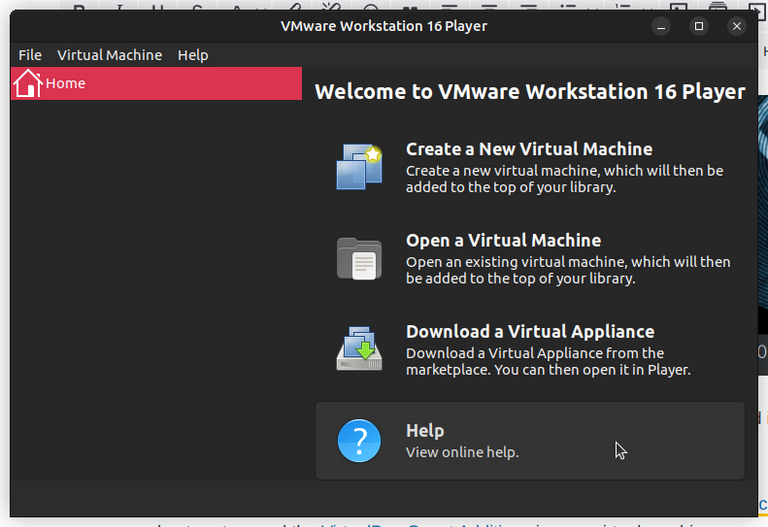 VMware Workstation 16 Player
File Virtual Machine Help
Home
Welcome to VMware Workstation 16 Player
Create a New Virtual Machine
Create a new virtual machine, which will then be
added to the top of your library.
Open a Virtual Machine
Open an existing virtual machine, which will then
be added to the top of your library.
Download a Virtual Appliance
Download a Virtual Appliance from the
marketplace. You can then open it in Player.
Help
View online help.